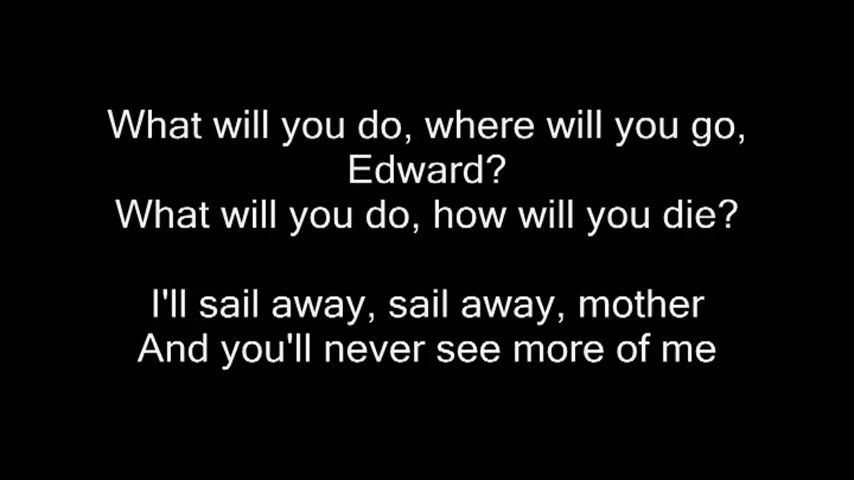 What will you do, where will you go,
Edward?
What will you do, how will you die?
I'll sail away, sail away, mother
And you'll never see more of me